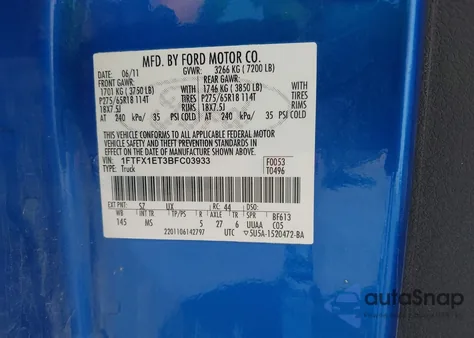 MFD. BY FORD MOTOR CO.
06/11 GVWR: 3266 KG (7200 LB)
FRONT GAWR: REAR GAWR:
1701 KG (3750 LB) WITH 1746 KG (3850 LB) WITH
P275/65R18 114T TIRES P275/65R18 114T TIRES
18X7.5J RIMS 18X7.5J RIMS
AT 240 kPa/ 35 PSI COLD AT 240 kPa/ 35 PSI COLD
THIS VEHICLE CONFORMS TO ALL APPLICABLE FEDERAL MOTOR
VEHICLE SAFETY AND BUMPER STANDARDS IN EFFECT ON THE DATE OF MANUFACTURE
SHOWN ABOVE.
VIN: 1FTFX1ET3BFC03933 F0053
TYPE: Truck T0496
EXT PNT: SZ UX RC: 44 DSO:
WB INT TR TP/PS R AXLE TR SPR BF613
145 MS 5 27 6 UUAA C05
2201106142797 UTC 5U5A-1520472-BA
autoSnap